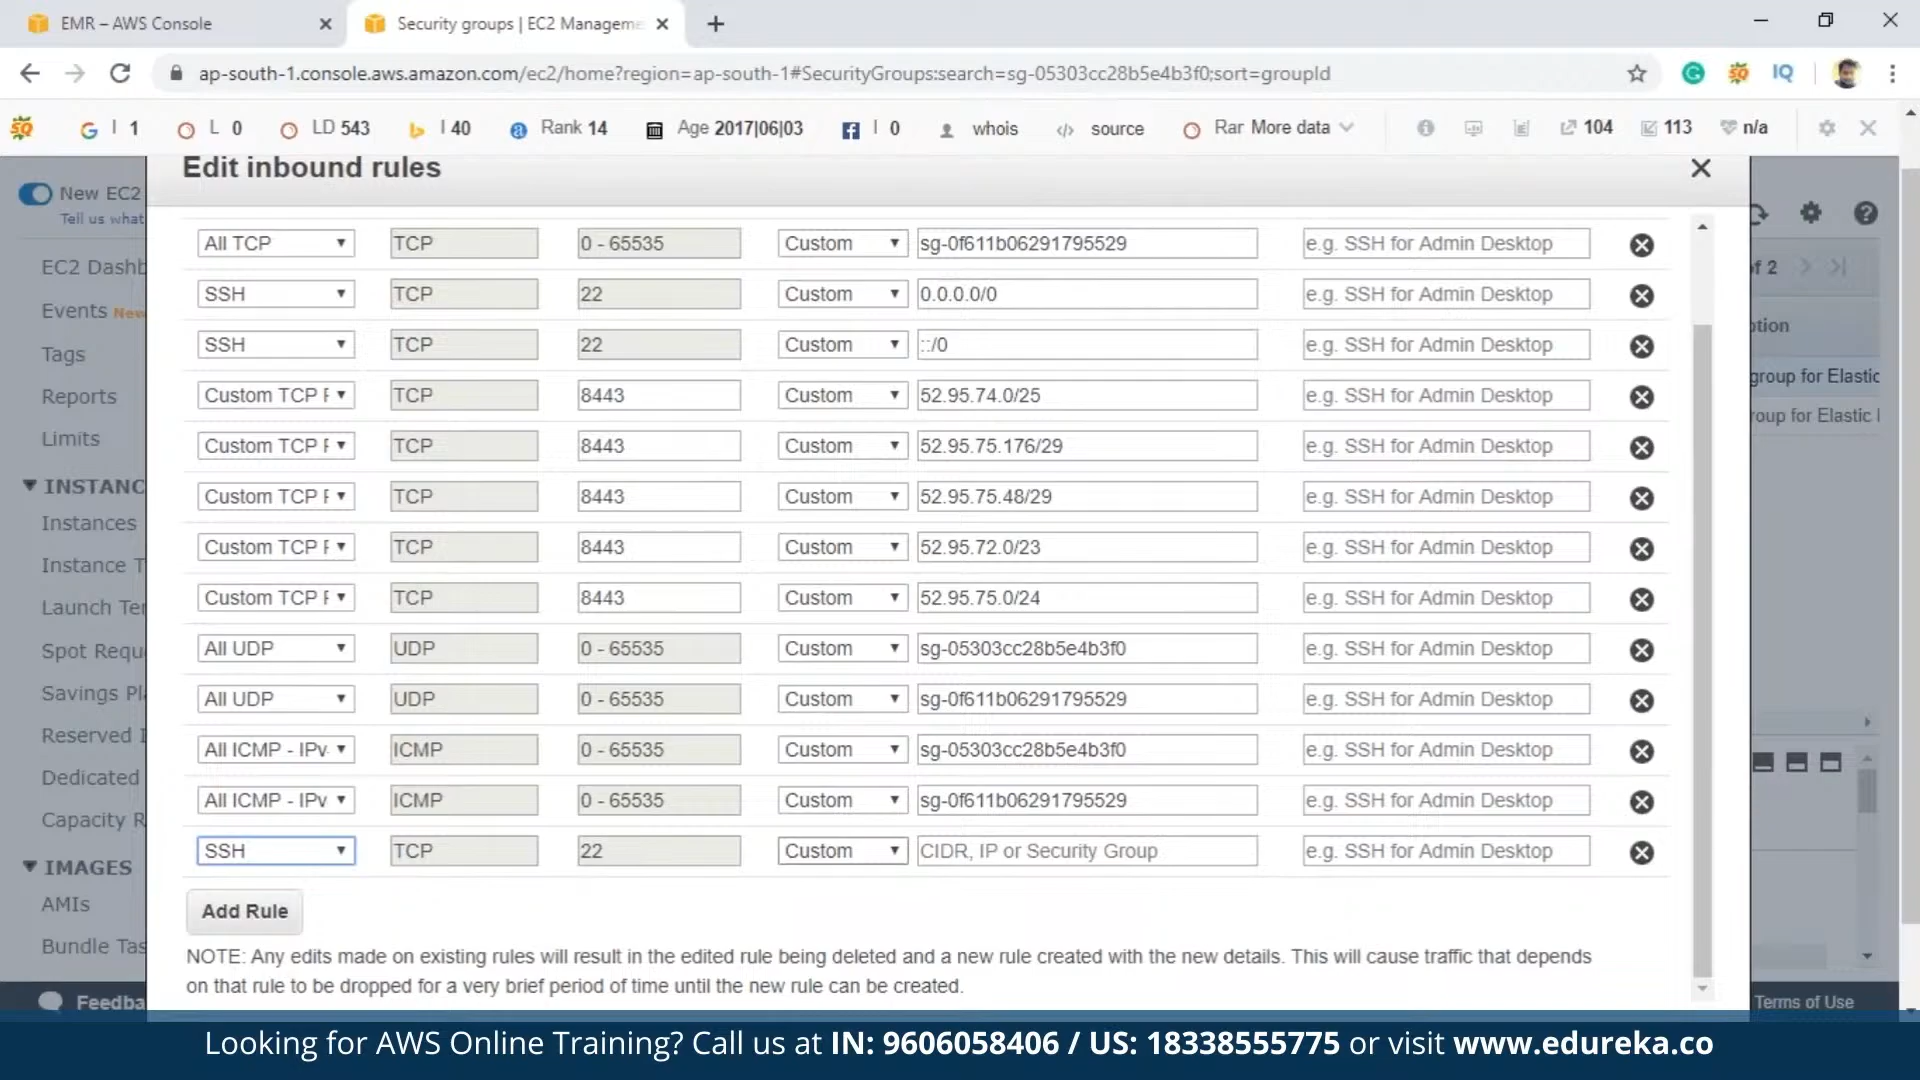 EMR – AWS Console
Security groups | EC2 Manageme
ap-south-1.console.aws.amazon.com/ec2/home?region=ap-south-1#SecurityGroups:search=sg-05303cc28b5e4b3f0;sort=groupId
IQ
SQ I 1 L 0 LD 543 I 40 Rank 14 Age 2017|06|03 I 0 whois source Rar More data 104 113 n/a
Edit inbound rules
New EC2
Tell us what
EC2 Dashb
Events New
Tags
Reports
Limits
INSTANC
Instances
Instance T
Launch Ter
Spot Requ
Savings Pl
Reserved I
Dedicated
Capacity R
IMAGES
AMIs
Bundle Tas
Feedba
All TCP TCP 0 - 65535 Custom sg-0f611b06291795529 e.g. SSH for Admin Desktop
SSH TCP 22 Custom 0.0.0.0/0 e.g. SSH for Admin Desktop
SSH TCP 22 Custom ::/0 e.g. SSH for Admin Desktop
Custom TCP F TCP 8443 Custom 52.95.74.0/25 e.g. SSH for Admin Desktop
Custom TCP F TCP 8443 Custom 52.95.75.176/29 e.g. SSH for Admin Desktop
Custom TCP F TCP 8443 Custom 52.95.75.48/29 e.g. SSH for Admin Desktop
Custom TCP F TCP 8443 Custom 52.95.72.0/23 e.g. SSH for Admin Desktop
Custom TCP F TCP 8443 Custom 52.95.75.0/24 e.g. SSH for Admin Desktop
All UDP UDP 0 - 65535 Custom sg-05303cc28b5e4b3f0 e.g. SSH for Admin Desktop
All UDP UDP 0 - 65535 Custom sg-0f611b06291795529 e.g. SSH for Admin Desktop
All ICMP - IPv ICMP 0 - 65535 Custom sg-05303cc28b5e4b3f0 e.g. SSH for Admin Desktop
All ICMP - IPv ICMP 0 - 65535 Custom sg-0f611b06291795529 e.g. SSH for Admin Desktop
SSH TCP 22 Custom CIDR, IP or Security Group e.g. SSH for Admin Desktop
Add Rule
NOTE: Any edits made on existing rules will result in the edited rule being deleted and a new rule created with the new details. This will cause traffic that depends
on that rule to be dropped for a very brief period of time until the new rule can be created.
of 2
ption
group for Elastic
roup for Elastic
Terms of Use
Looking for AWS Online Training? Call us at IN: 9606058406 / US: 18338555775 or visit www.edureka.co